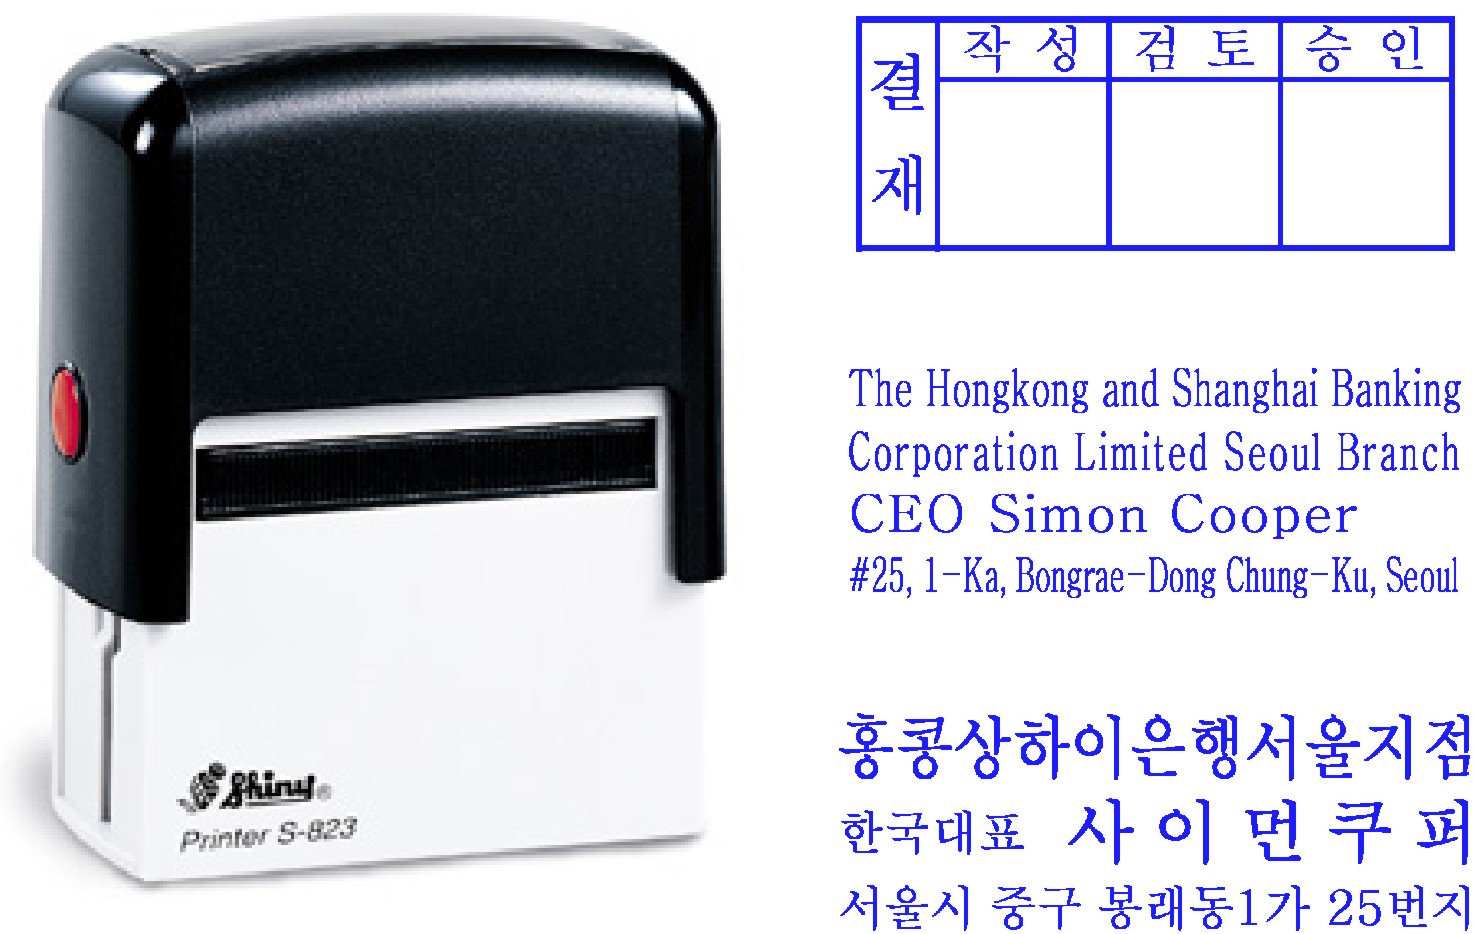 결재
작 성 검 토 승 인
The Hongkong and Shanghai Banking
Corporation Limited Seoul Branch
CEO Simon Cooper
#25, 1-Ka, Bongrae-Dong Chung-Ku, Seoul
홍콩상하이은행서울지점
한국대표 사 이 먼 쿠 퍼
서울시 중구 봉래동1가 25번지
Shiny®
Printer S-823